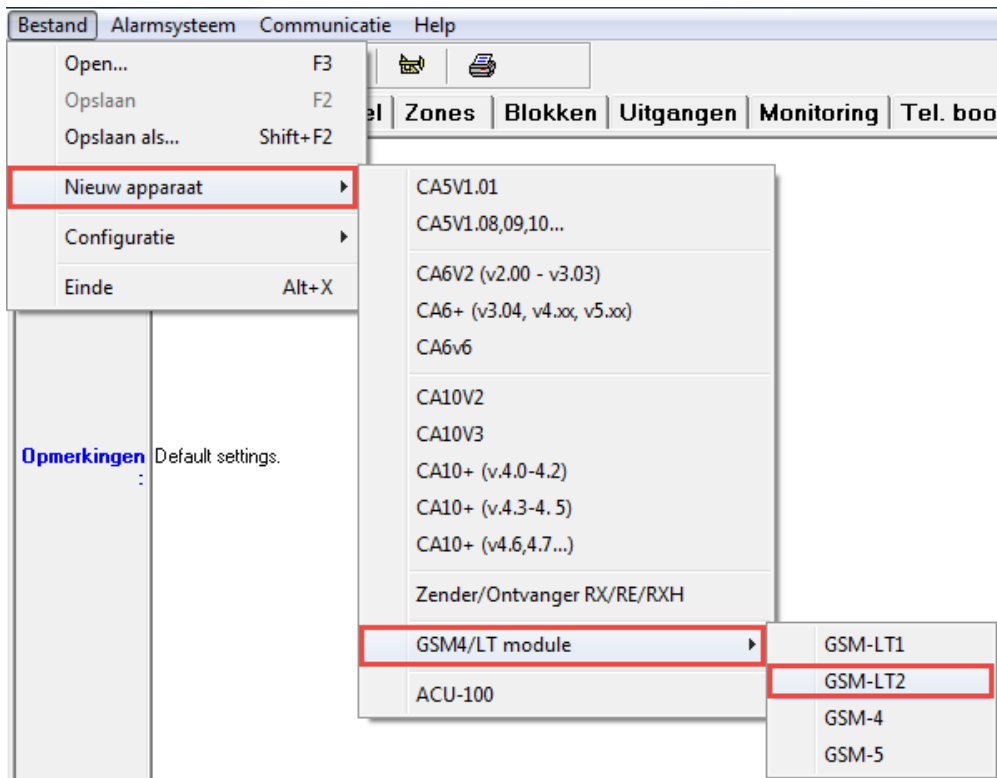 Bestand Alarmsysteem Communicatie Help
Open... F3
Opslaan F2
Opslaan als... Shift+F2
Nieuw apparaat
Configuratie
Einde Alt+X
Zones Blokken Uitgangen Monitoring Tel. boo
CA5V1.01
CA5V1.08,09,10...
CA6V2 (v2.00 - v3.03)
CA6+ (v3.04, v4.xx, v5.xx)
CA6v6
CA10V2
CA10V3
CA10+ (v.4.0-4.2)
CA10+ (v.4.3-4. 5)
CA10+ (v4.6,4.7...)
Zender/Ontvanger RX/RE/RXH
GSM4/LT module
ACU-100
GSM-LT1
GSM-LT2
GSM-4
GSM-5
Opmerkingen Default settings.
: